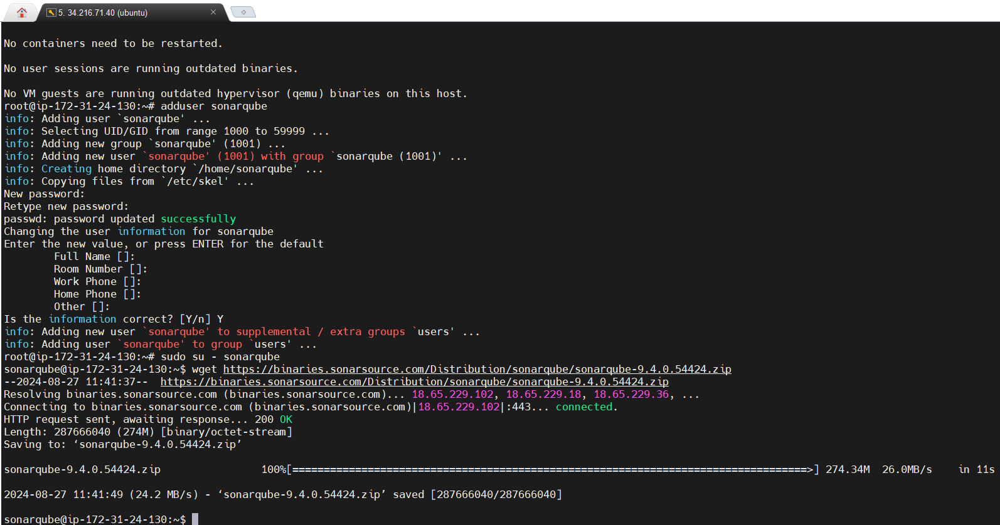 5. 34.216.71.40 (ubuntu)
No containers need to be restarted.
No user sessions are running outdated binaries.
No VM guests are running outdated hypervisor (qemu) binaries on this host.
root@ip-172-31-24-130:~# adduser sonarqube
info: Adding user `sonarqube' ...
info: Selecting UID/GID from range 1000 to 59999 ...
info: Adding new group `sonarqube' (1001) ...
info: Adding new user `sonarqube' (1001) with group `sonarqube (1001)' ...
info: Creating home directory `/home/sonarqube' ...
info: Copying files from `/etc/skel' ...
New password:
Retype new password:
passwd: password updated successfully
Changing the user information for sonarqube
Enter the new value, or press ENTER for the default
Full Name []:
Room Number []:
Work Phone []:
Home Phone []:
Other []:
Is the information correct? [Y/n] Y
info: Adding new user `sonarqube' to supplemental / extra groups `users' ...
info: Adding user `sonarqube' to group `users' ...
root@ip-172-31-24-130:~# sudo su - sonarqube
sonarqube@ip-172-31-24-130:~$ wget https://binaries.sonarsource.com/Distribution/sonarqube/sonarqube-9.4.0.54424.zip
--2024-08-27 11:41:37--  https://binaries.sonarsource.com/Distribution/sonarqube/sonarqube-9.4.0.54424.zip
Resolving binaries.sonarsource.com (binaries.sonarsource.com)... 18.65.229.102, 18.65.229.18, 18.65.229.36, ...
Connecting to binaries.sonarsource.com (binaries.sonarsource.com)|18.65.229.102|:443... connected.
HTTP request sent, awaiting response... 200 OK
Length: 287666040 (274M) [binary/octet-stream]
Saving to: ‘sonarqube-9.4.0.54424.zip’
sonarqube-9.4.0.54424.zip 100%[==================================================================================>] 274.34M 26.0MB/s in 11s
2024-08-27 11:41:49 (24.2 MB/s) - ‘sonarqube-9.4.0.54424.zip’ saved [287666040/287666040]
sonarqube@ip-172-31-24-130:~$